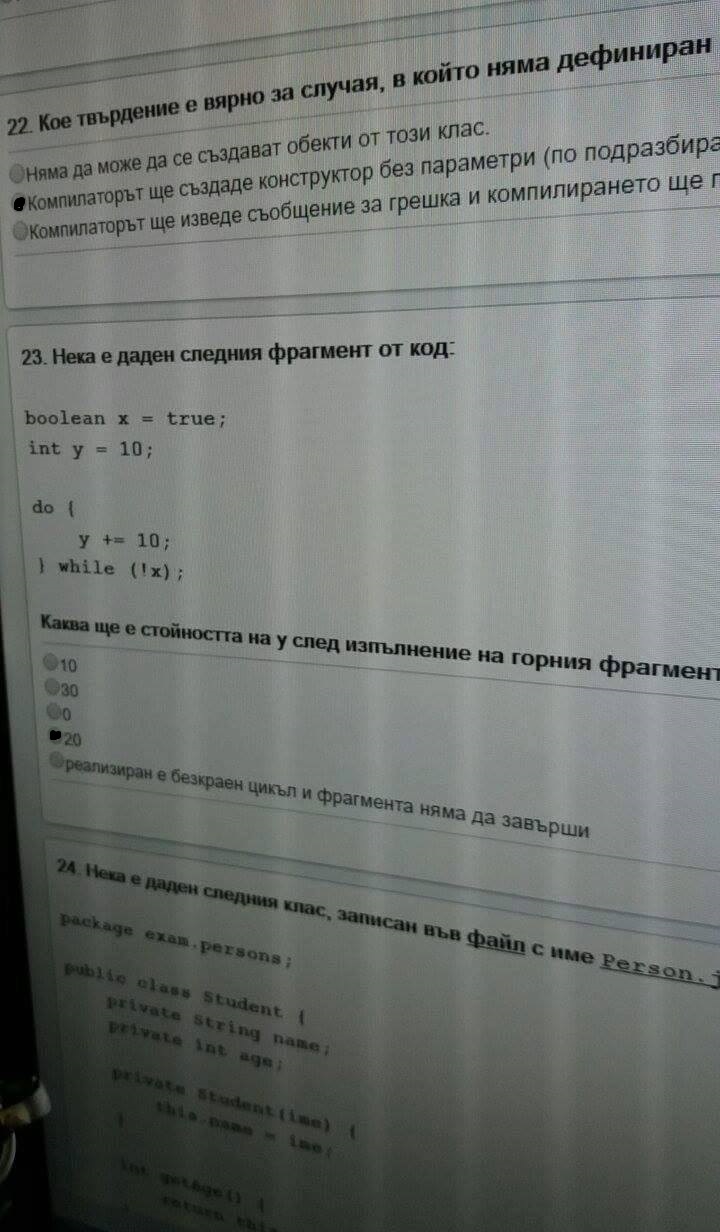 22. Кое твърдение е вярно за случая, в който няма дефиниран
Няма да може да се създават обекти от този клас.
Компилаторът ще създаде конструктор без параметри (по подразбира
Компилаторът ще изведе съобщение за грешка и компилирането ще
23. Нека е даден следния фрагмент от код:
boolean x = true;
int y = 10;
do {
y += 10;
} while (!x);
Каква ще е стойността на y след изпълнение на горния фрагмент
10
30
0
20
реализиран е безкраен цикъл и фрагмента няма да завърши
24. Нека е даден следния клас, записан във файл с име Person.j
package exam.persons;
public class Student {
private String name;
private int age;
private Student(ime) {
this.name = ime;
}
int getAge() {
return this